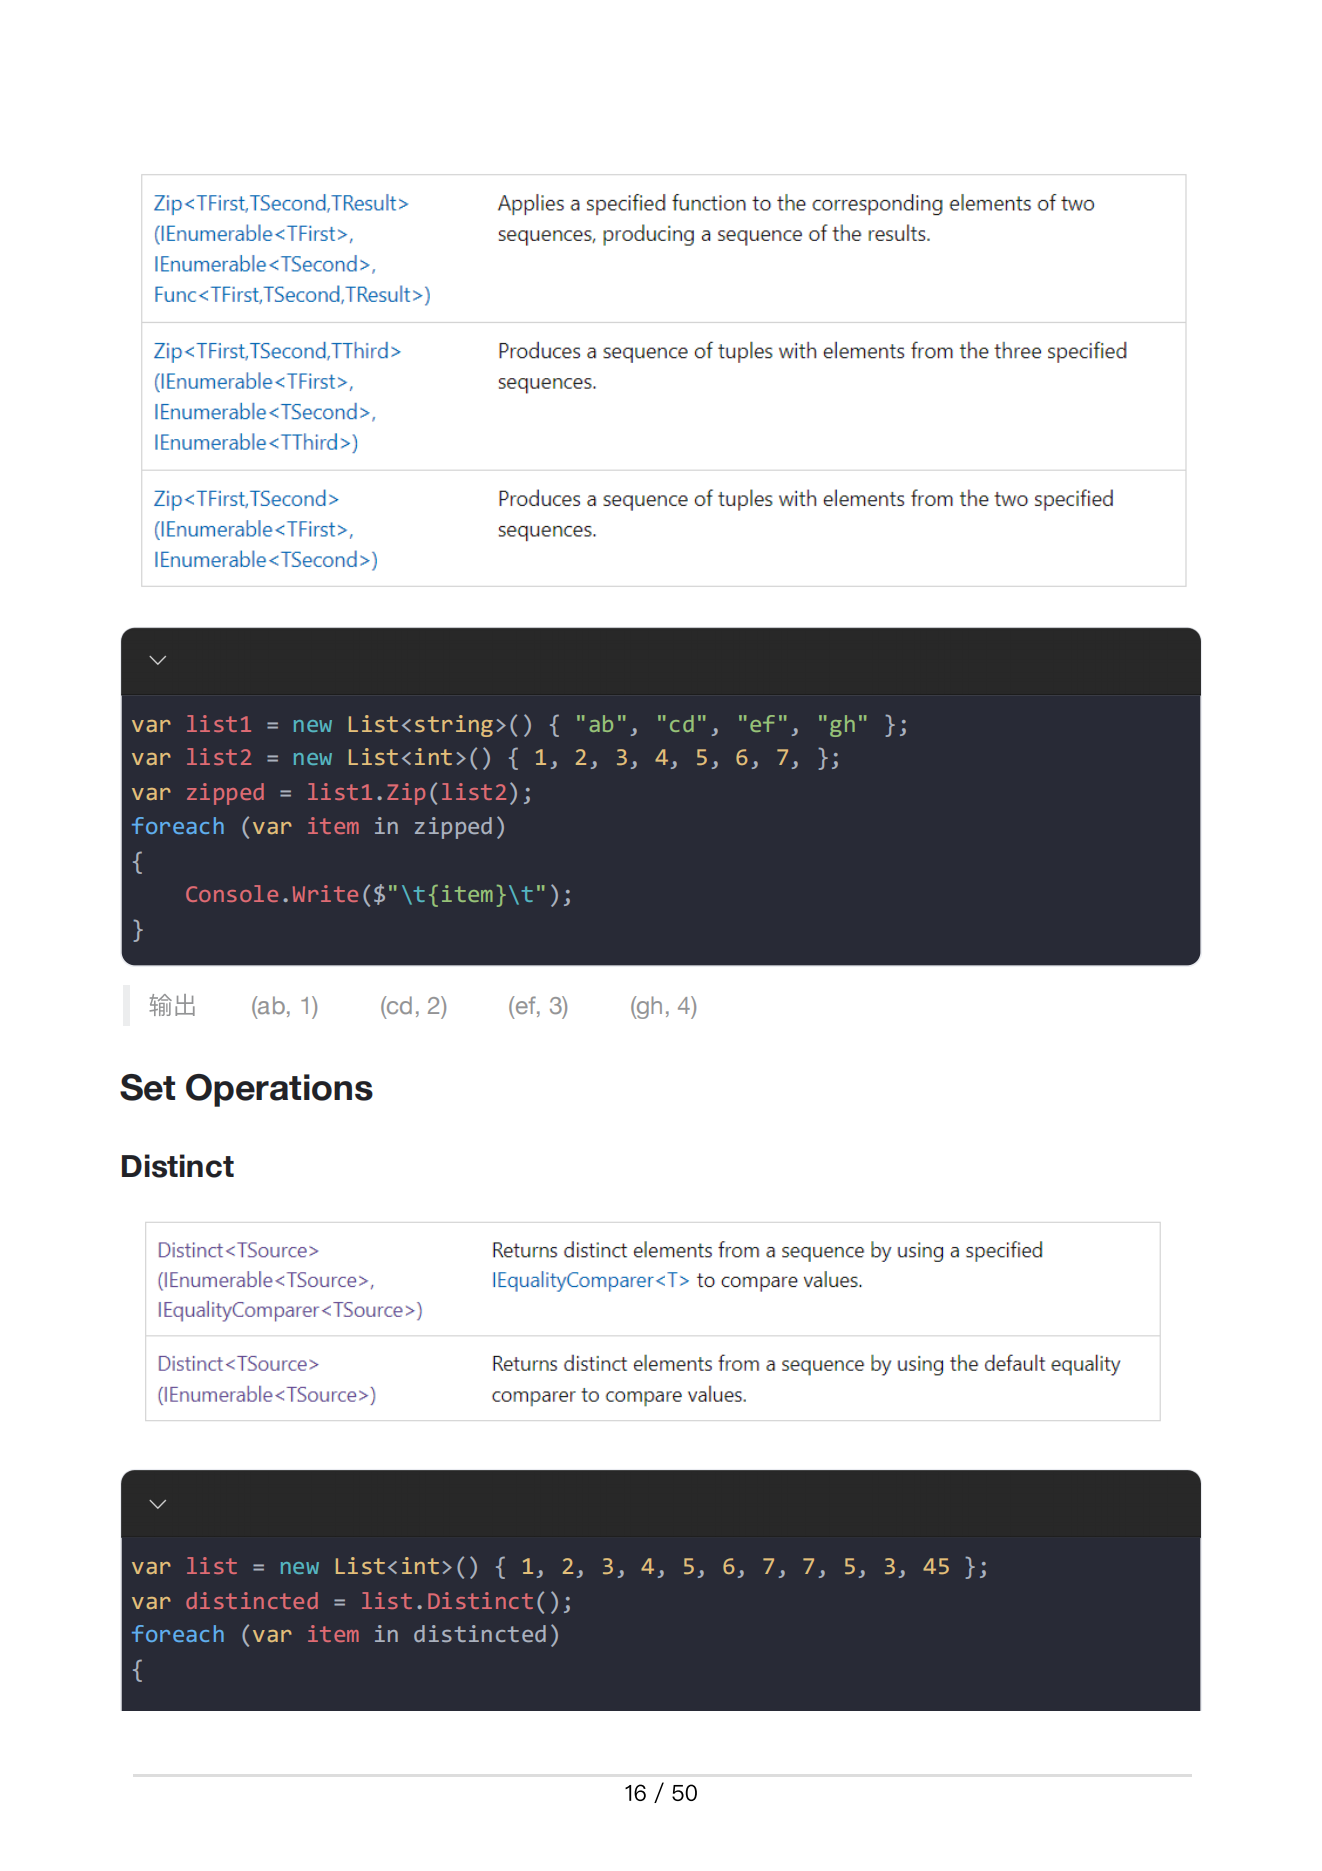 Zip<TFirst,TSecond,TResult>
(IEnumerable<TFirst>,
IEnumerable<TSecond>,
Func<TFirst,TSecond,TResult>)
Applies a specified function to the corresponding elements of two
sequences, producing a sequence of the results.
Zip<TFirst,TSecond,TThird>
(IEnumerable<TFirst>,
IEnumerable<TSecond>,
IEnumerable<TThird>)
Produces a sequence of tuples with elements from the three specified
sequences.
Zip<TFirst,TSecond>
(IEnumerable<TFirst>,
IEnumerable<TSecond>)
Produces a sequence of tuples with elements from the two specified
sequences.
var list1 = new List<string>() { "ab", "cd", "ef", "gh" };
var list2 = new List<int>() { 1, 2, 3, 4, 5, 6, 7, };
var zipped = list1.Zip(list2);
foreach (var item in zipped)
{
    Console.Write($"\t{item}\t");
}
输出 (ab, 1) (cd, 2) (ef, 3) (gh, 4)
Set Operations
Distinct
Distinct<TSource>
(IEnumerable<TSource>,
IEqualityComparer<TSource>)
Returns distinct elements from a sequence by using a specified
IEqualityComparer<T> to compare values.
Distinct<TSource>
(IEnumerable<TSource>)
Returns distinct elements from a sequence by using the default equality
comparer to compare values.
var list = new List<int>() { 1, 2, 3, 4, 5, 6, 7, 7, 5, 3, 45 };
var distincted = list.Distinct();
foreach (var item in distincted)
{
16 / 50